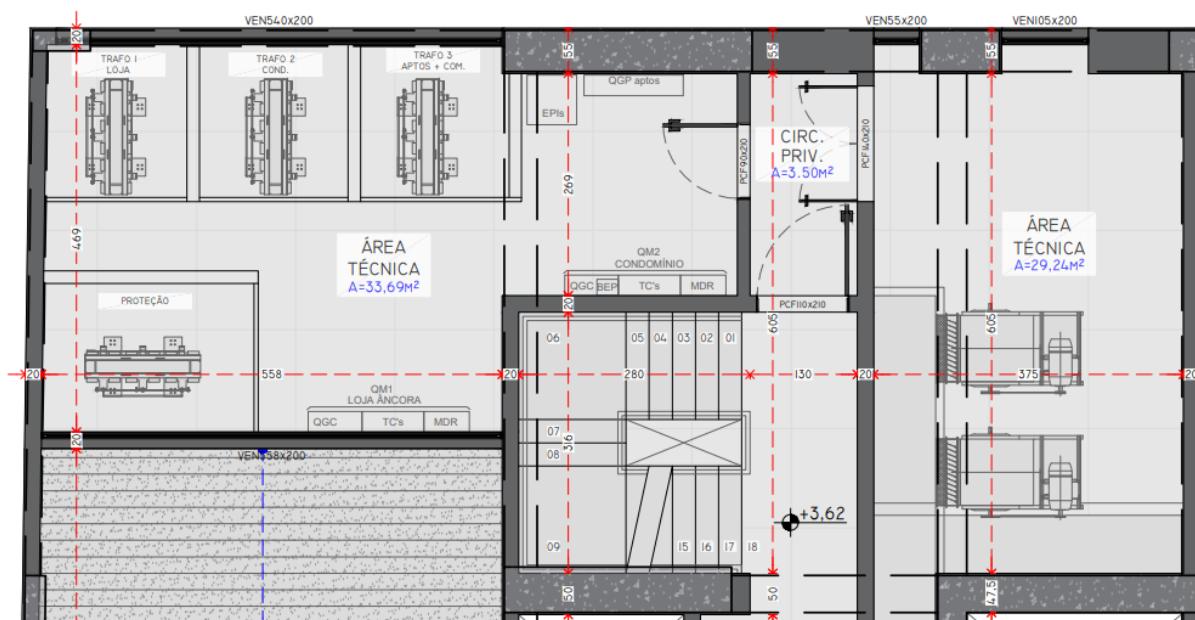 VEN540x200
VEN55x200
VEN105x200
20
55
55
55
TRAFO 1
LOJA
TRAFO 2
COND.
TRAFO 3
APTOS + COM.
QGP aptos
EPIs
CIRC.
PRIV.
A=3.50M²
PCF90x210
PCF140x210
269
469
ÁREA
TÉCNICA
A=33,69M²
ÁREA
TÉCNICA
A=29,24M²
QM2
CONDOMÍNIO
QGC
BEP
TC's
MDR
PROTEÇÃO
20
PCF110x210
605
605
06
05
04
03
02
01
20
558
20
280
130
20
375
20
QM1
LOJA ÂNCORA
QGC
TC's
MDR
20
07
316
08
VEN558x200
+3,62
09
15
16
17
18
50
50
47.5